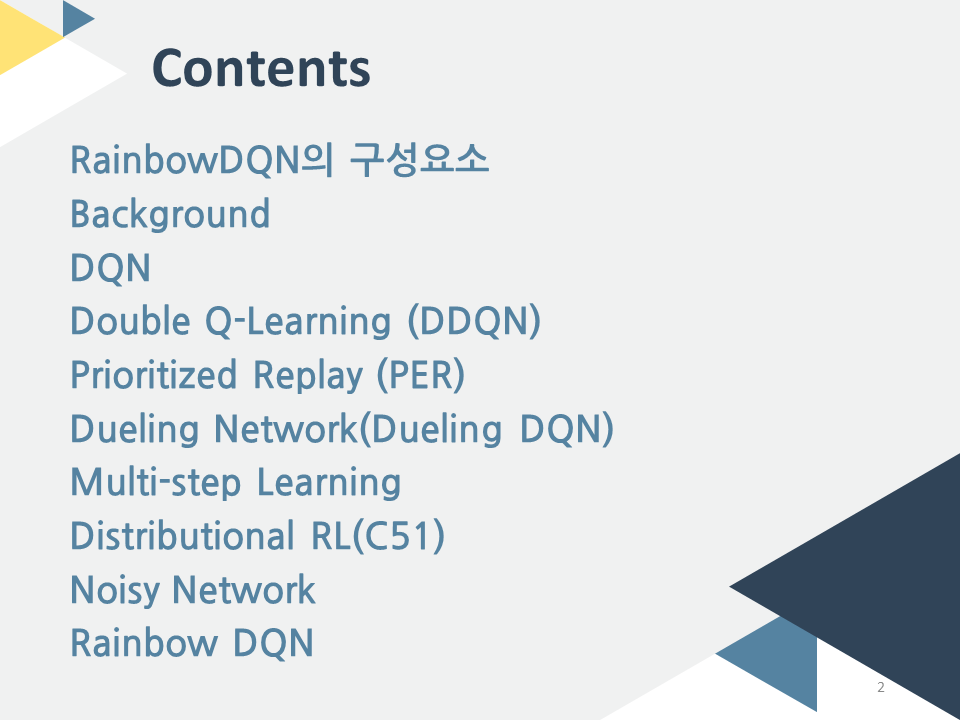 Contents
RainbowDQN의 구성요소
Background
DQN
Double Q-Learning (DDQN)
Prioritized Replay (PER)
Dueling Network(Dueling DQN)
Multi-step Learning
Distributional RL(C51)
Noisy Network
Rainbow DQN
2